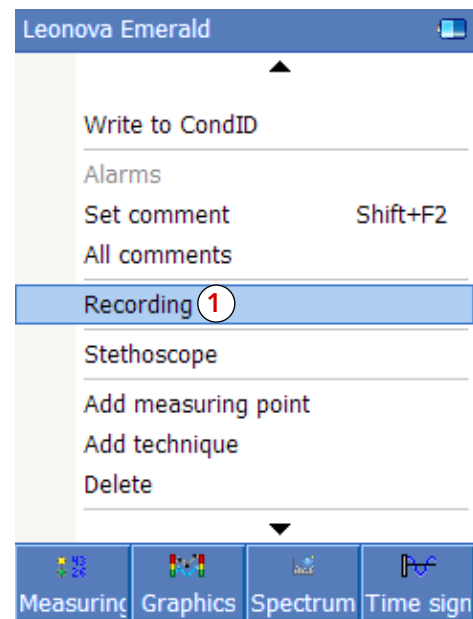 Leonova Emerald
Write to CondID
Alarms
Set comment Shift+F2
All comments
Recording 1
Stethoscope
Add measuring point
Add technique
Delete
Measuring Graphics Spectrum Time sign